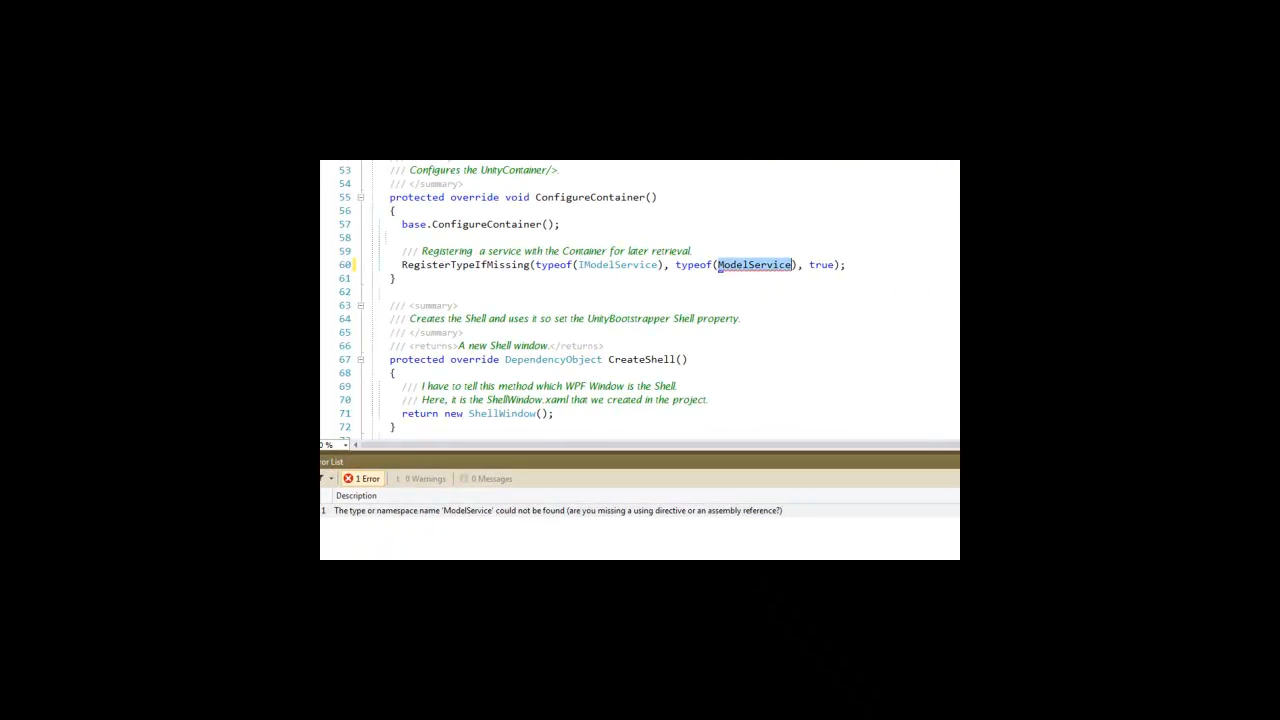 53 /// Configures the UnityContainer/>.
54 /// </summary>
55 protected override void ConfigureContainer()
56 {
57 base.ConfigureContainer();
58
59 /// Registering a service with the Container for later retrieval.
60 RegisterTypeIfMissing(typeof(IModelService), typeof(ModelService), true);
61 }
62
63 /// <summary>
64 /// Creates the Shell and uses it so set the UnityBootstrapper Shell property.
65 /// </summary>
66 /// <returns>A new Shell window.</returns>
67 protected override DependencyObject CreateShell()
68 {
69 /// I have to tell this method which WPF Window is the Shell.
70 /// Here, it is the ShellWindow.xaml that we created in the project.
71 return new ShellWindow();
72 }
0 %
ror List
1 Error 0 Warnings 0 Messages
Description
1 The type or namespace name 'ModelService' could not be found (are you missing a using directive or an assembly reference?)